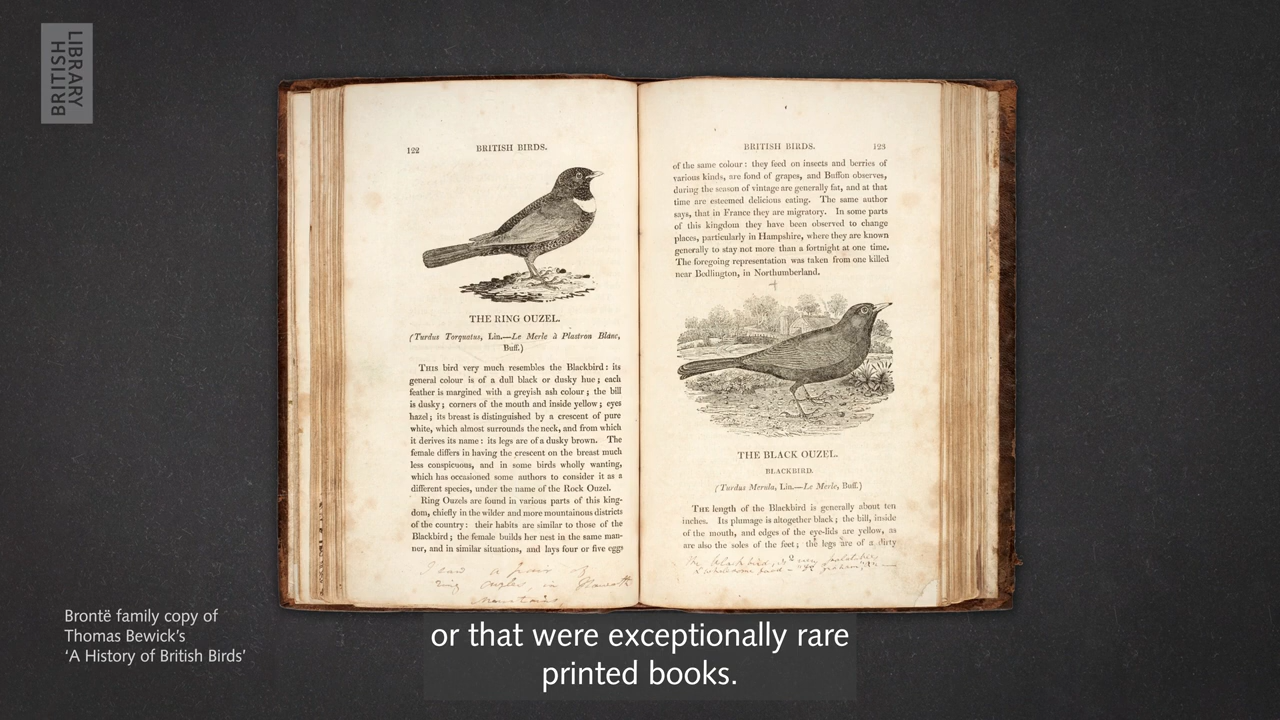 BRITISH
LIBRARY
122
BRITISH BIRDS.
THE RING OUZEL.
(Turdus Torquatus, Lin.—Le Merle à Plastron Blanc,
Buff.)
THIS bird very much resembles the Blackbird: its
general colour is of a dull black or dusky hue; each
feather is margined with a greyish ash colour; the bill
is dusky; corners of the mouth and inside yellow; eyes
hazel; its breast is distinguished by a crescent of pure
white, which almost surrounds the neck, and from which
it derives its name: its legs are of a dusky brown. The
female differs in having the crescent on the breast much
less conspicuous, and in some birds wholly wanting,
which has occasioned some authors to consider it as a
different species, under the name of the Rock Ouzel.
Ring Ouzels are found in various parts of this king-
dom, chiefly in the wilder and more mountainous districts
of the country: their habits are similar to those of the
Blackbird; the female builds her nest in the same man-
ner, and in similar situations, and lays four or five eggs
I saw a pair of
ring ouzles in
mountains
BRITISH BIRDS.
123
of the same colour: they feed on insects and berries of
various kinds, are fond of grapes, and Buffon observes,
during the season of vintage are generally fat, and at that
time are esteemed delicious eating. The same author
says, that in France they are migratory. In some parts
of this kingdom they have been observed to change
places, particularly in Hampshire, where they are known
generally to stay not more than a fortnight at one time.
The foregoing representation was taken from one killed
near Bedlington, in Northumberland.
THE BLACK OUZEL.
BLACKBIRD.
(Turdus Merula, Lin.—Le Merle, Buff.)
THE length of the Blackbird is generally about ten
inches. Its plumage is altogether black; the bill, inside
of the mouth, and edges of the eye-lids are yellow, as
are also the soles of the feet; the legs are of a dirty
The blackbird, is very
& wholesome food
Brontë family copy of
Thomas Bewick's
'A History of British Birds'
or that were exceptionally rare
printed books.